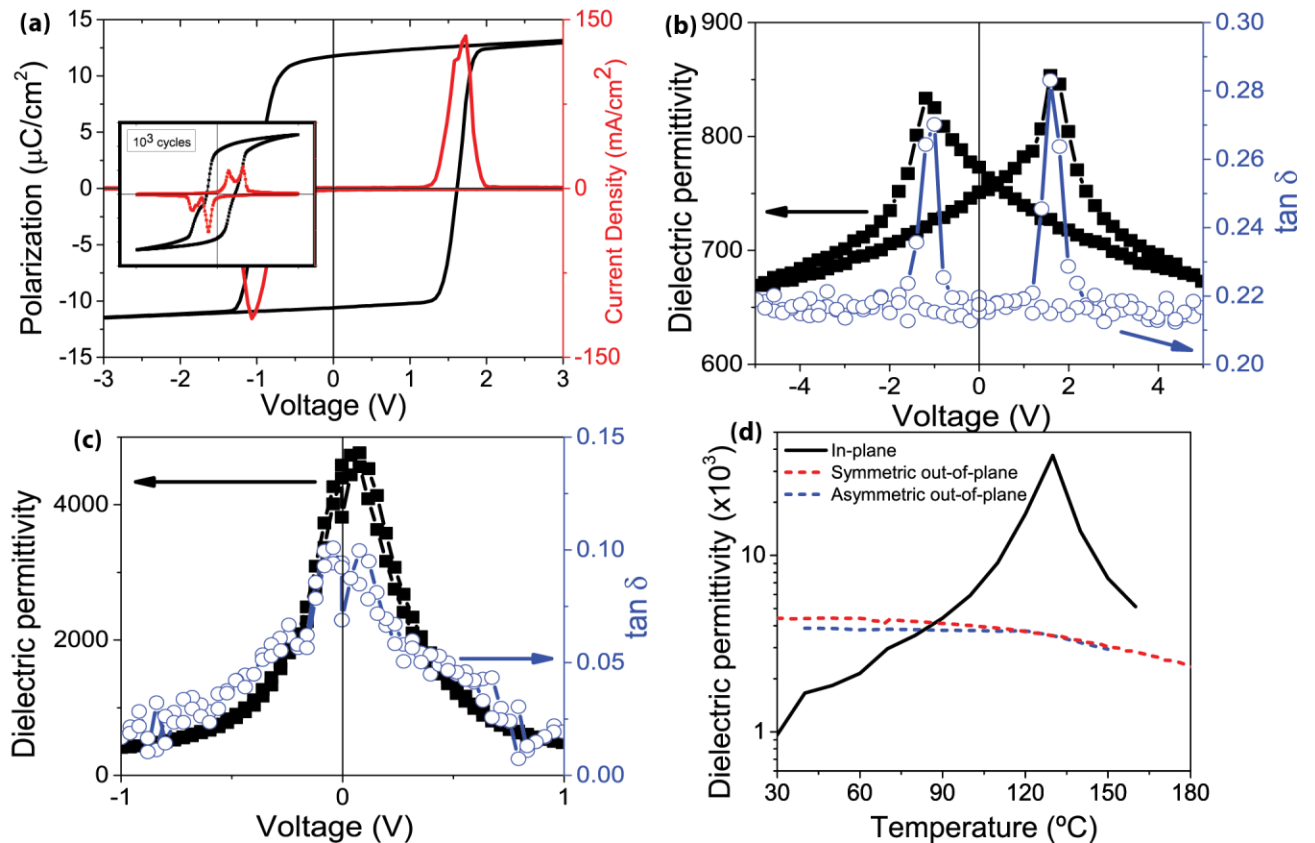 (a)
15
10
5
0
-5
-10
-15
Polarization (μC/cm²)
-3
-2
-1
0
1
2
3
Voltage (V)
150
0
-150
Current Density (mA/cm²)
10³ cycles
(b)
900
800
700
600
Dielectric permittivity
-4
-2
0
2
4
Voltage (V)
0.30
0.28
0.26
0.24
0.22
0.20
tan δ
(c)
4000
2000
0
Dielectric permittivity
-1
0
1
Voltage (V)
0.15
0.10
0.05
0.00
tan δ
(d)
In-plane
Symmetric out-of-plane
Asymmetric out-of-plane
10
1
Dielectric permittivity (x10³)
30
60
90
120
150
180
Temperature (ºC)